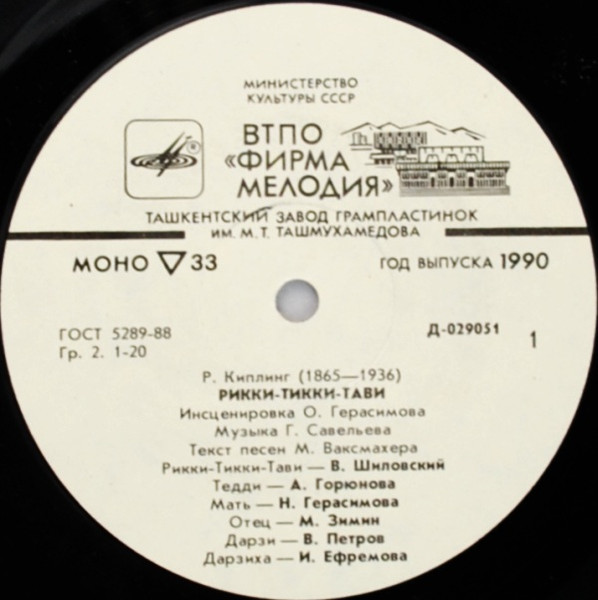 МИНИСТЕРСТВО
КУЛЬТУРЫ СССР
ВТПО
«ФИРМА
МЕЛОДИЯ»
ТАШКЕНТСКИЙ ЗАВОД ГРАМПЛАСТИНОК
ИМ. М. Т. ТАШМУХАМЕДОВА
МОНО ▽ 33
ГОД ВЫПУСКА 1990
ГОСТ 5289-88
Гр. 2. 1-20
Д-029051
1
Р. Киплинг (1865—1936)
РИККИ-ТИККИ-ТАВИ
Инсценировка О. Герасимова
Музыка Г. Савельева
Текст песен М. Ваксмахера
Рикки-Тикки-Тави — В. Шиловский
Тедди — А. Горюнова
Мать — Н. Герасимова
Отец — М. Зимин
Дарзи — В. Петров
Дарзиха — И. Ефремова